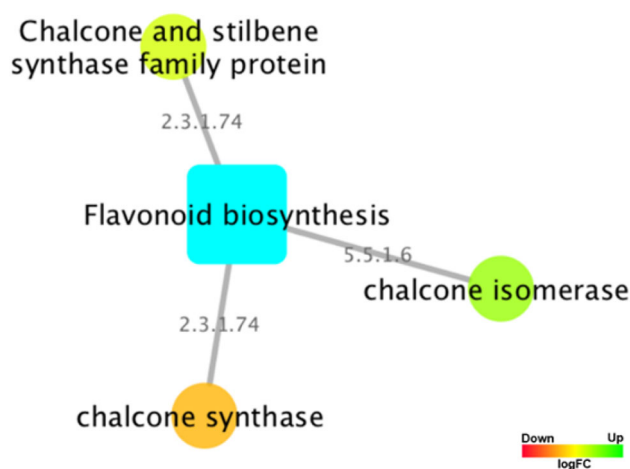 Chalcone and stilbene
synthase family protein
2.3.1.74
Flavonoid biosynthesis
5.5.1.6
chalcone isomerase
2.3.1.74
chalcone synthase
Down Up
logFC